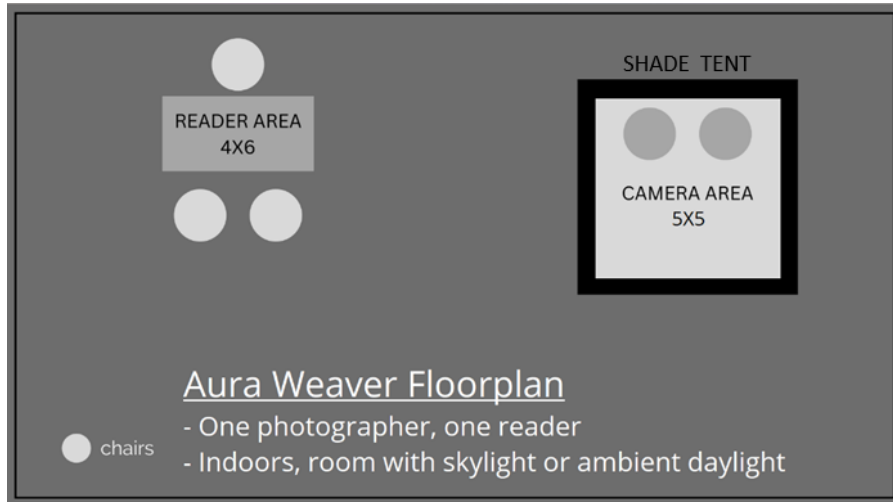 SHADE TENT
READER AREA
4X6
CAMERA AREA
5X5
Aura Weaver Floorplan
- One photographer, one reader
chairs
- Indoors, room with skylight or ambient daylight